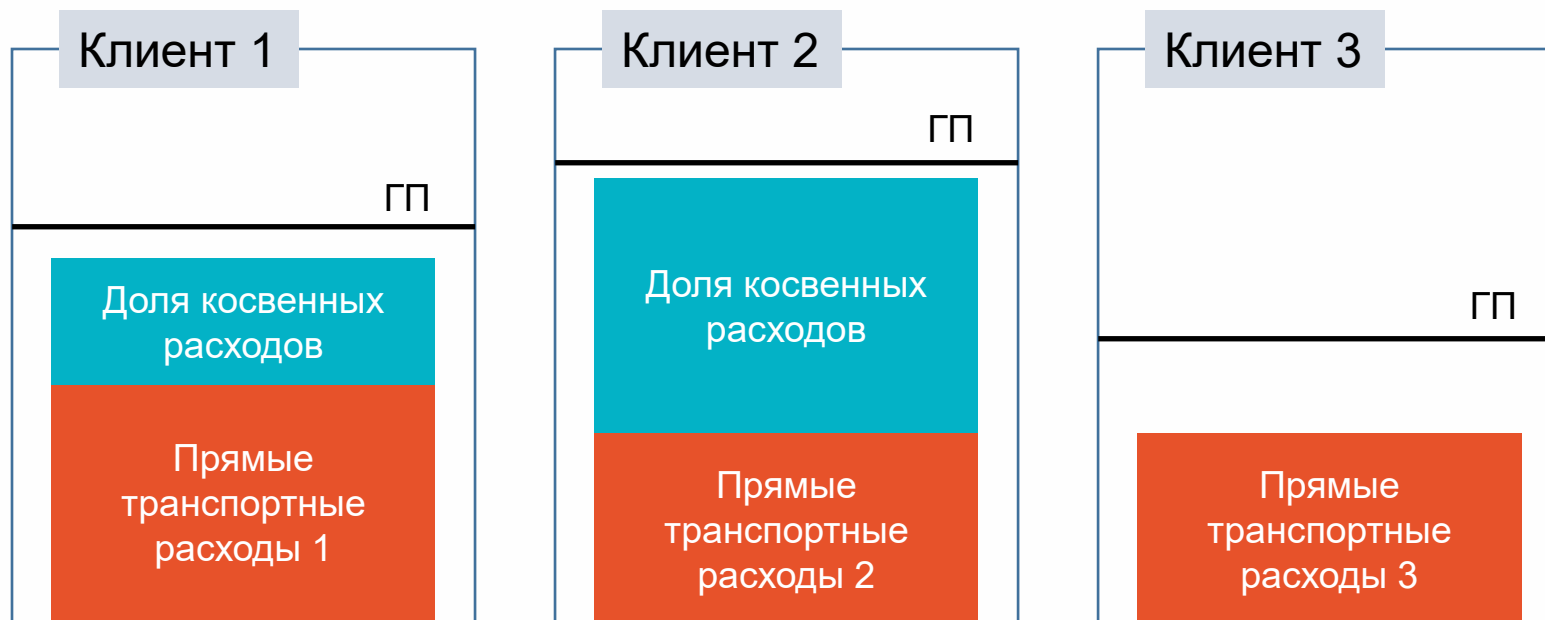 Клиент 1
ГП
Доля косвенных
расходов
Прямые
транспортные
расходы 1
Клиент 2
ГП
Доля косвенных
расходов
Прямые
транспортные
расходы 2
Клиент 3
ГП
Прямые
транспортные
расходы 3